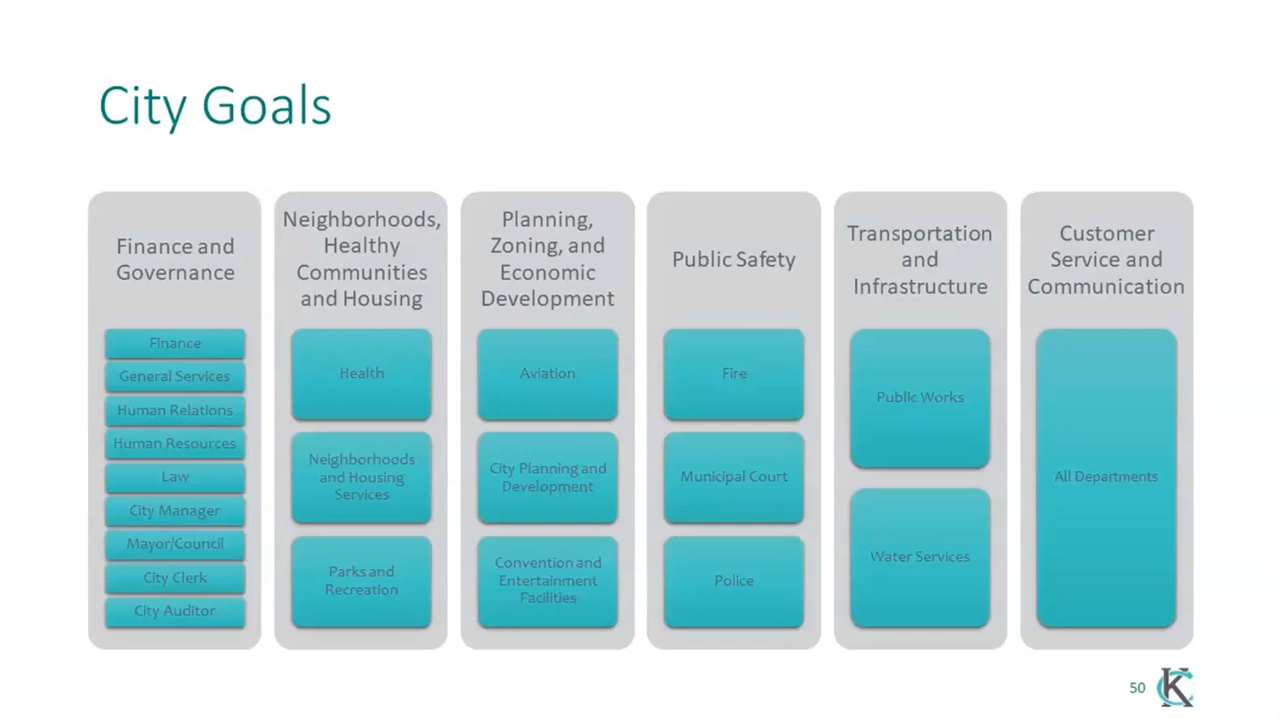 City Goals
Finance and
Governance
Finance
General Services
Human Relations
Human Resources
Law
City Manager
Mayor/Council
City Clerk
City Auditor
Neighborhoods,
Healthy
Communities
and Housing
Health
Neighborhoods
and Housing
Services
Parks and
Recreation
Planning,
Zoning, and
Economic
Development
Aviation
City Planning and
Development
Convention and
Entertainment
Facilities
Public Safety
Fire
Municipal Court
Police
Transportation
and
Infrastructure
Public Works
Water Services
Customer
Service and
Communication
All Departments
50
KC